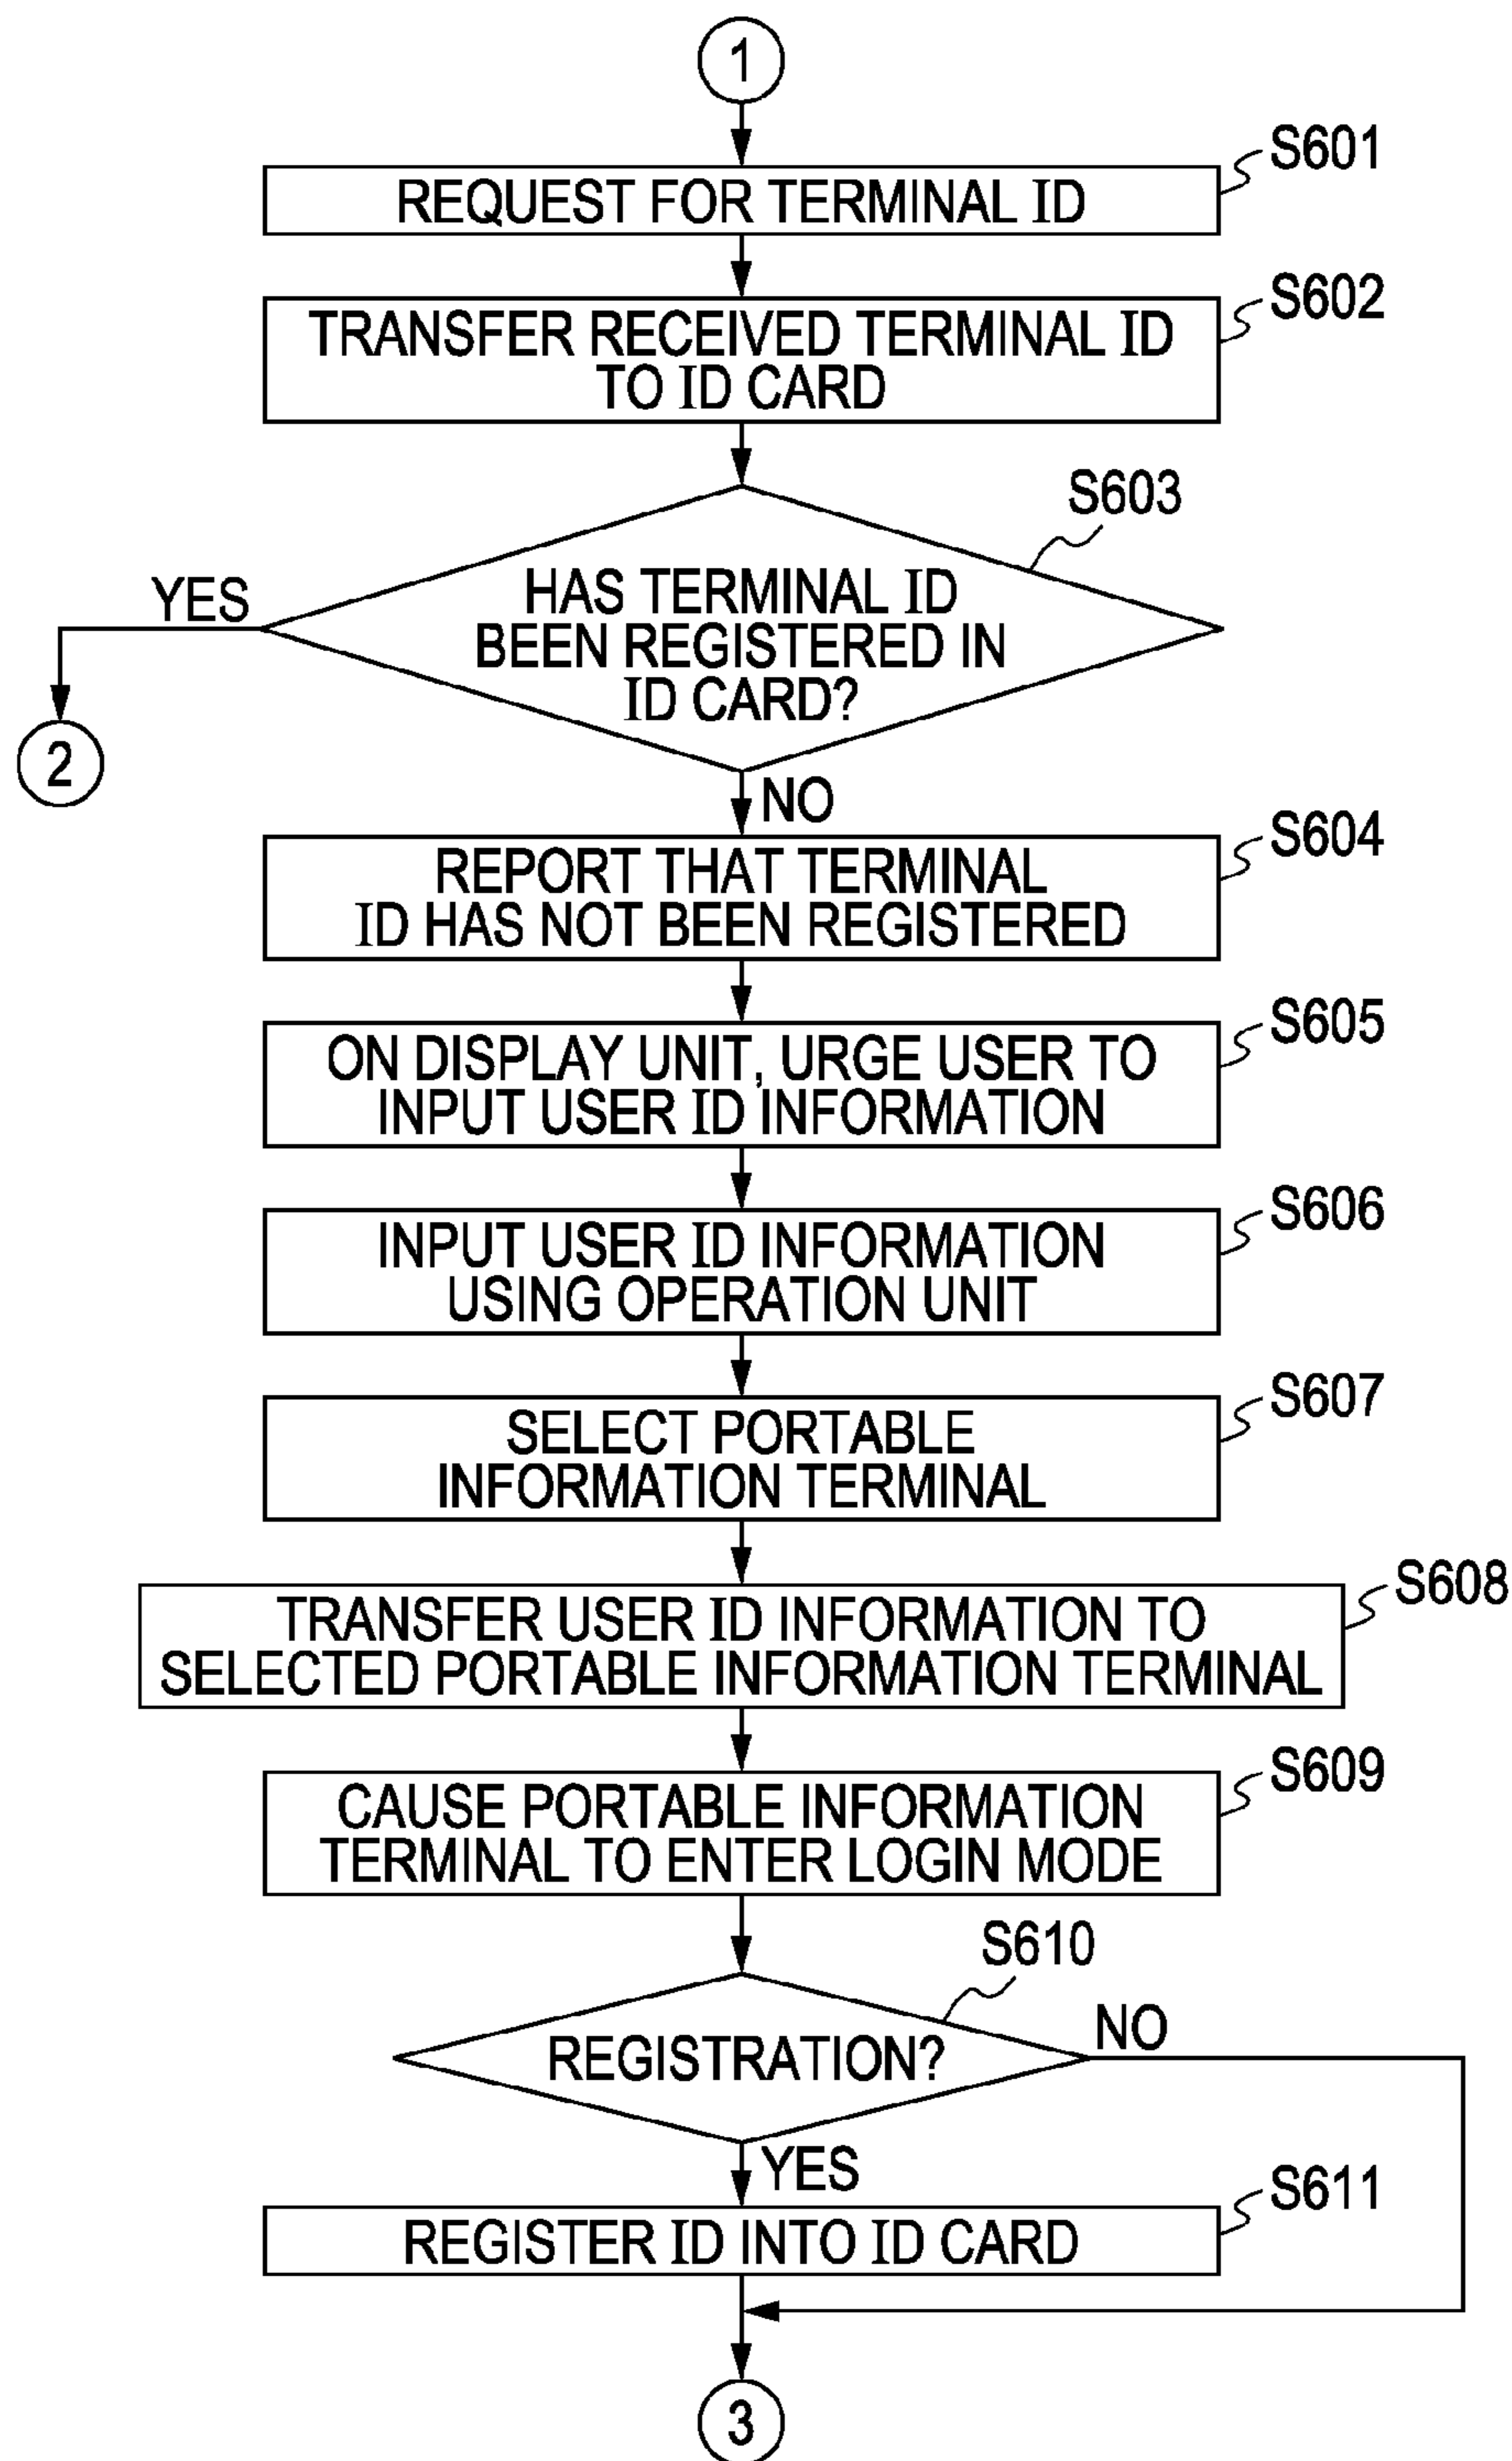 1
S601
REQUEST FOR TERMINAL ID
S602
TRANSFER RECEIVED TERMINAL ID
TO ID CARD
S603
HAS TERMINAL ID
BEEN REGISTERED IN
ID CARD?
YES
2
NO
S604
REPORT THAT TERMINAL
ID HAS NOT BEEN REGISTERED
S605
ON DISPLAY UNIT, URGE USER TO
INPUT USER ID INFORMATION
S606
INPUT USER ID INFORMATION
USING OPERATION UNIT
S607
SELECT PORTABLE
INFORMATION TERMINAL
S608
TRANSFER USER ID INFORMATION TO
SELECTED PORTABLE INFORMATION TERMINAL
S609
CAUSE PORTABLE INFORMATION
TERMINAL TO ENTER LOGIN MODE
S610
REGISTRATION?
NO
YES
S611
REGISTER ID INTO ID CARD
3